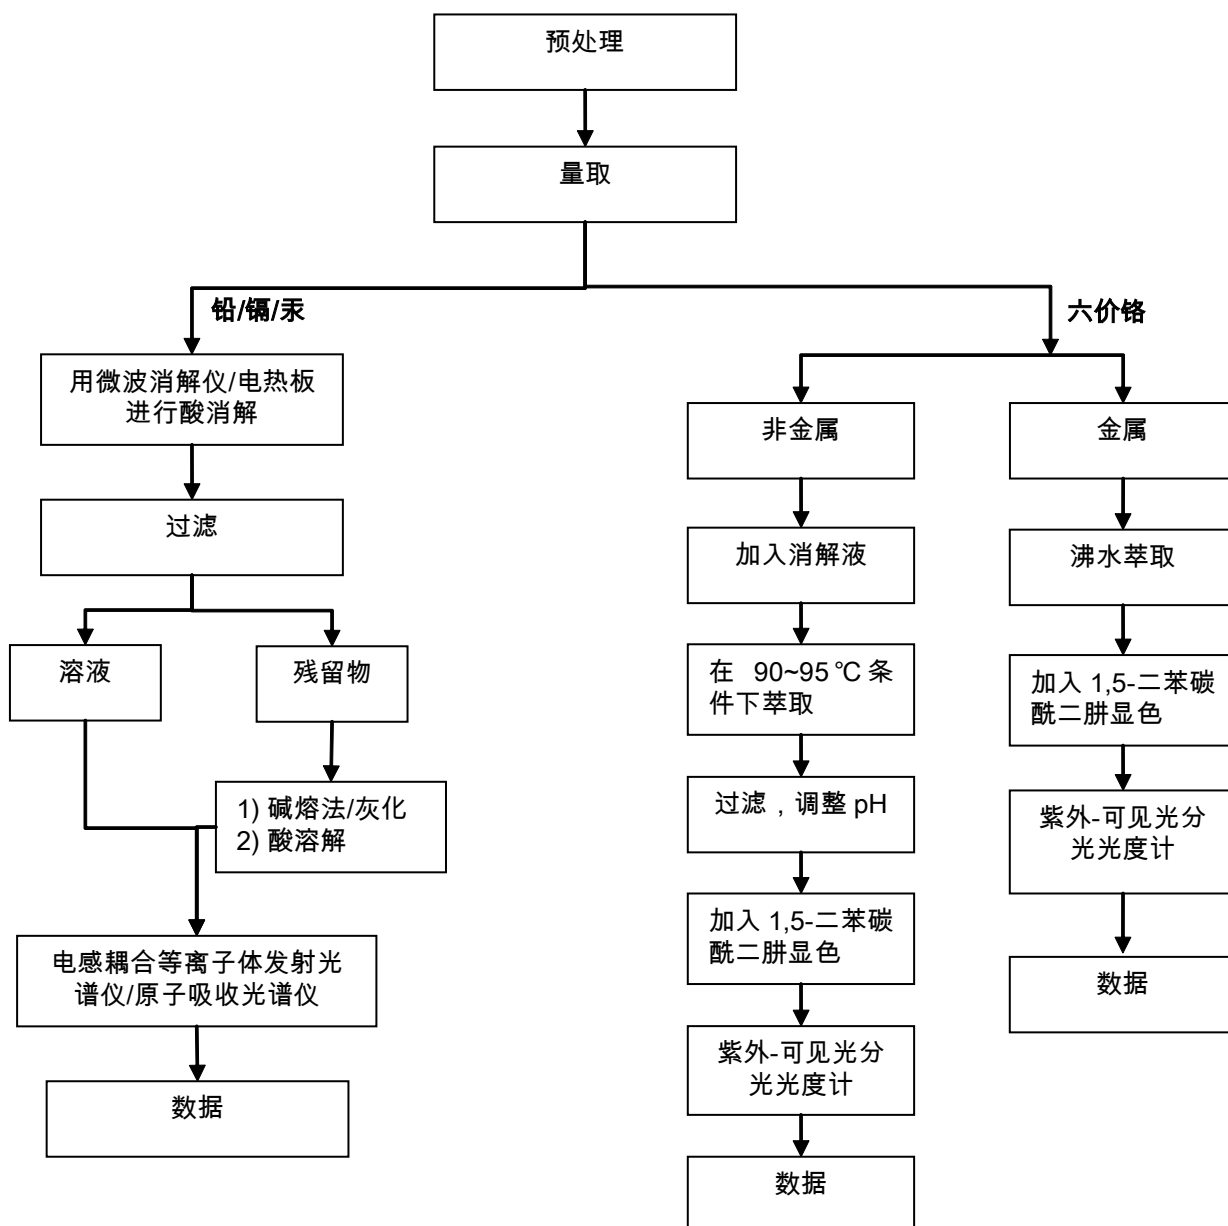 预处理
量取
铅/镉/汞
用微波消解仪/电热板
进行酸消解
过滤
溶液
残留物
1) 碱熔法/灰化
2) 酸溶解
电感耦合等离子体发射光
谱仪/原子吸收光谱仪
数据
六价铬
非金属
加入消解液
在 90~95 °C 条
件下萃取
过滤，调整 pH
加入 1,5-二苯碳
酰二肼显色
紫外-可见光分
光光度计
数据
金属
沸水萃取
加入 1,5-二苯碳
酰二肼显色
紫外-可见光分
光光度计
数据